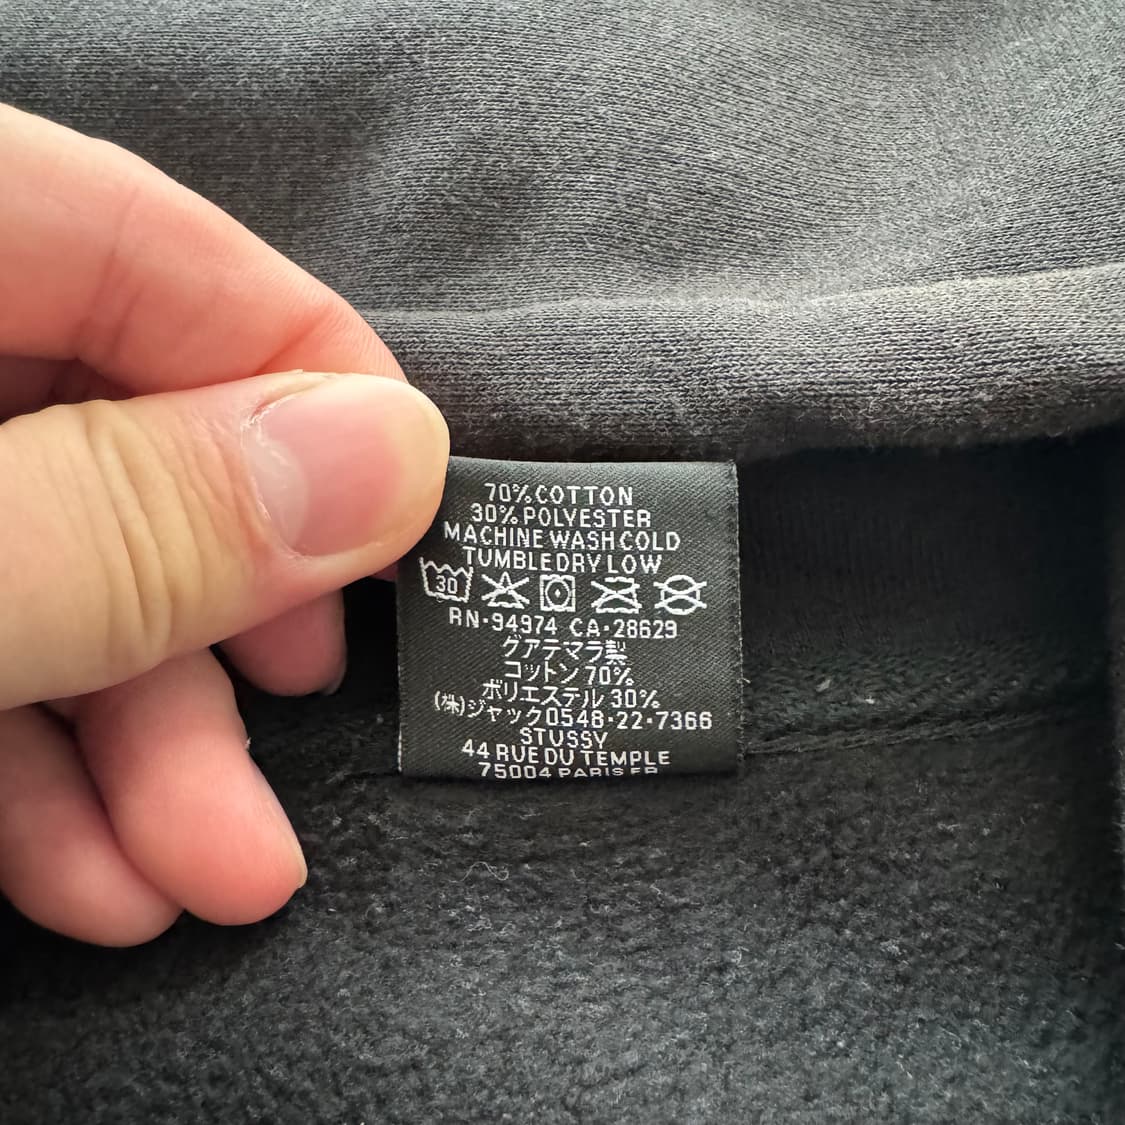 70% COTTON
30% POLYESTER
MACHINE WASH COLD
TUMBLE DRY LOW
30
RN·94974 CA·28629
グアテマラ製
コットン 70%
ポリエステル 30%
(株)ジャック0548·22·7366
STUSSY
44 RUE DU TEMPLE
75004 PARIS FR